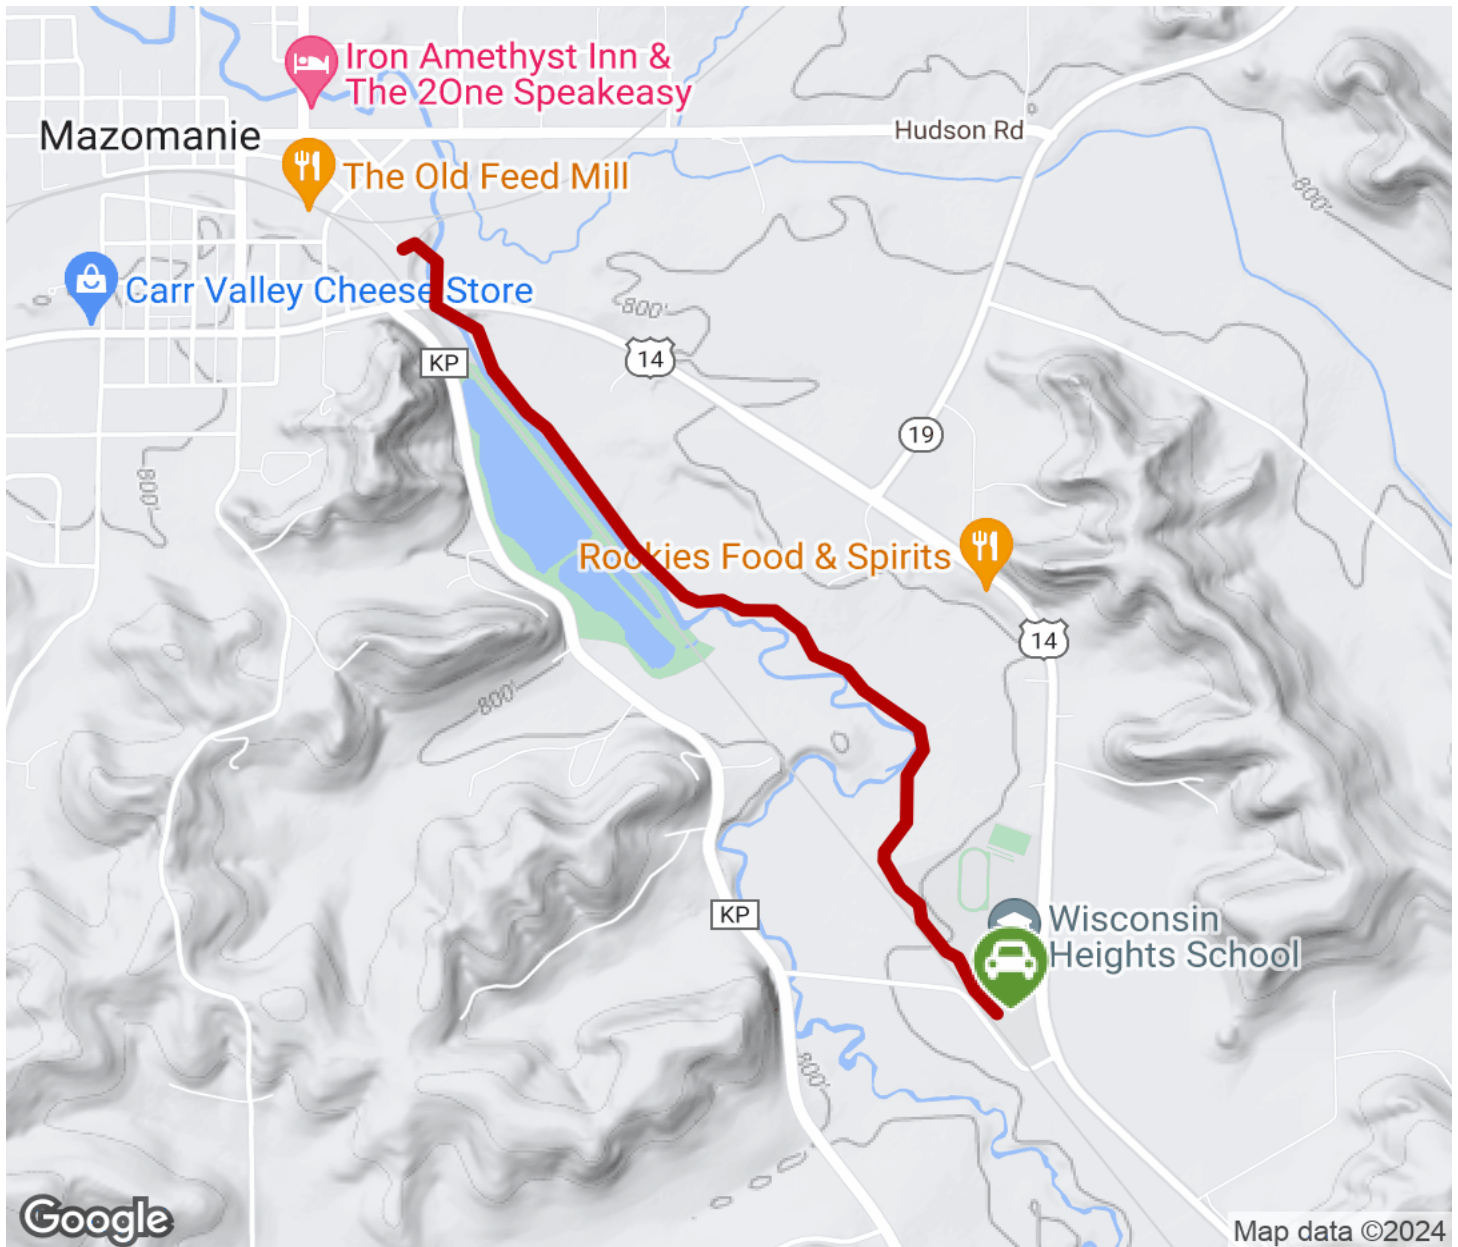 Iron Amethyst Inn &
The 2One Speakeasy
Hudson Rd
Mazomanie
The Old Feed Mill
800'
Carr Valley Cheese Store
800'
14
KP
19
800'
Rookies Food & Spirits
14
800'
KP
Wisconsin
Heights School
800'
Google
Map data ©2024